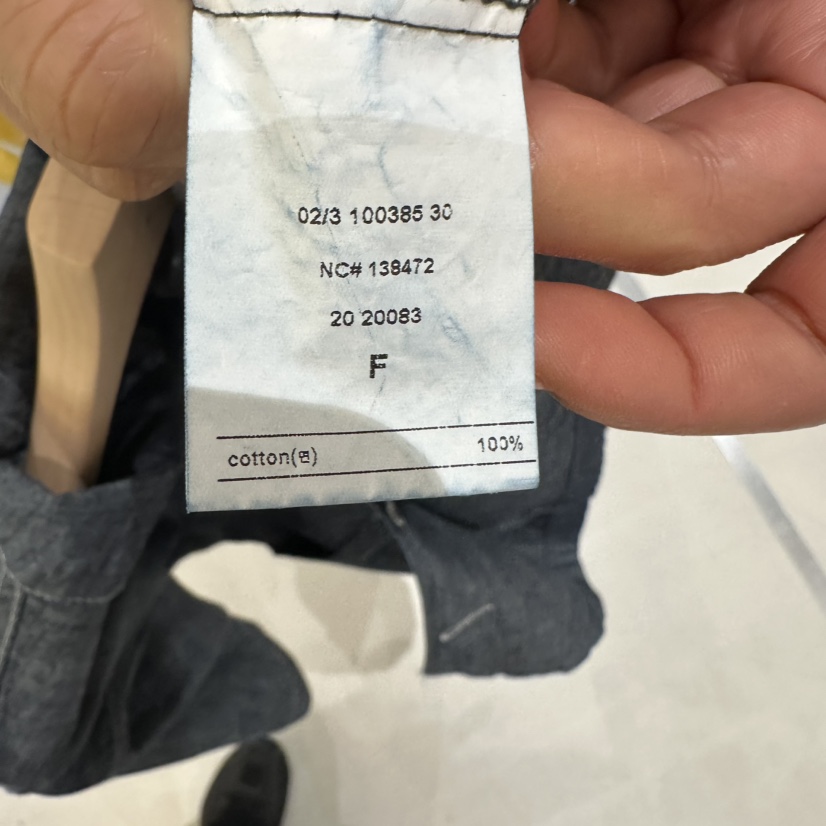 02/3 100385 30
NC# 138472
20 20083
F
cotton(면) 100%